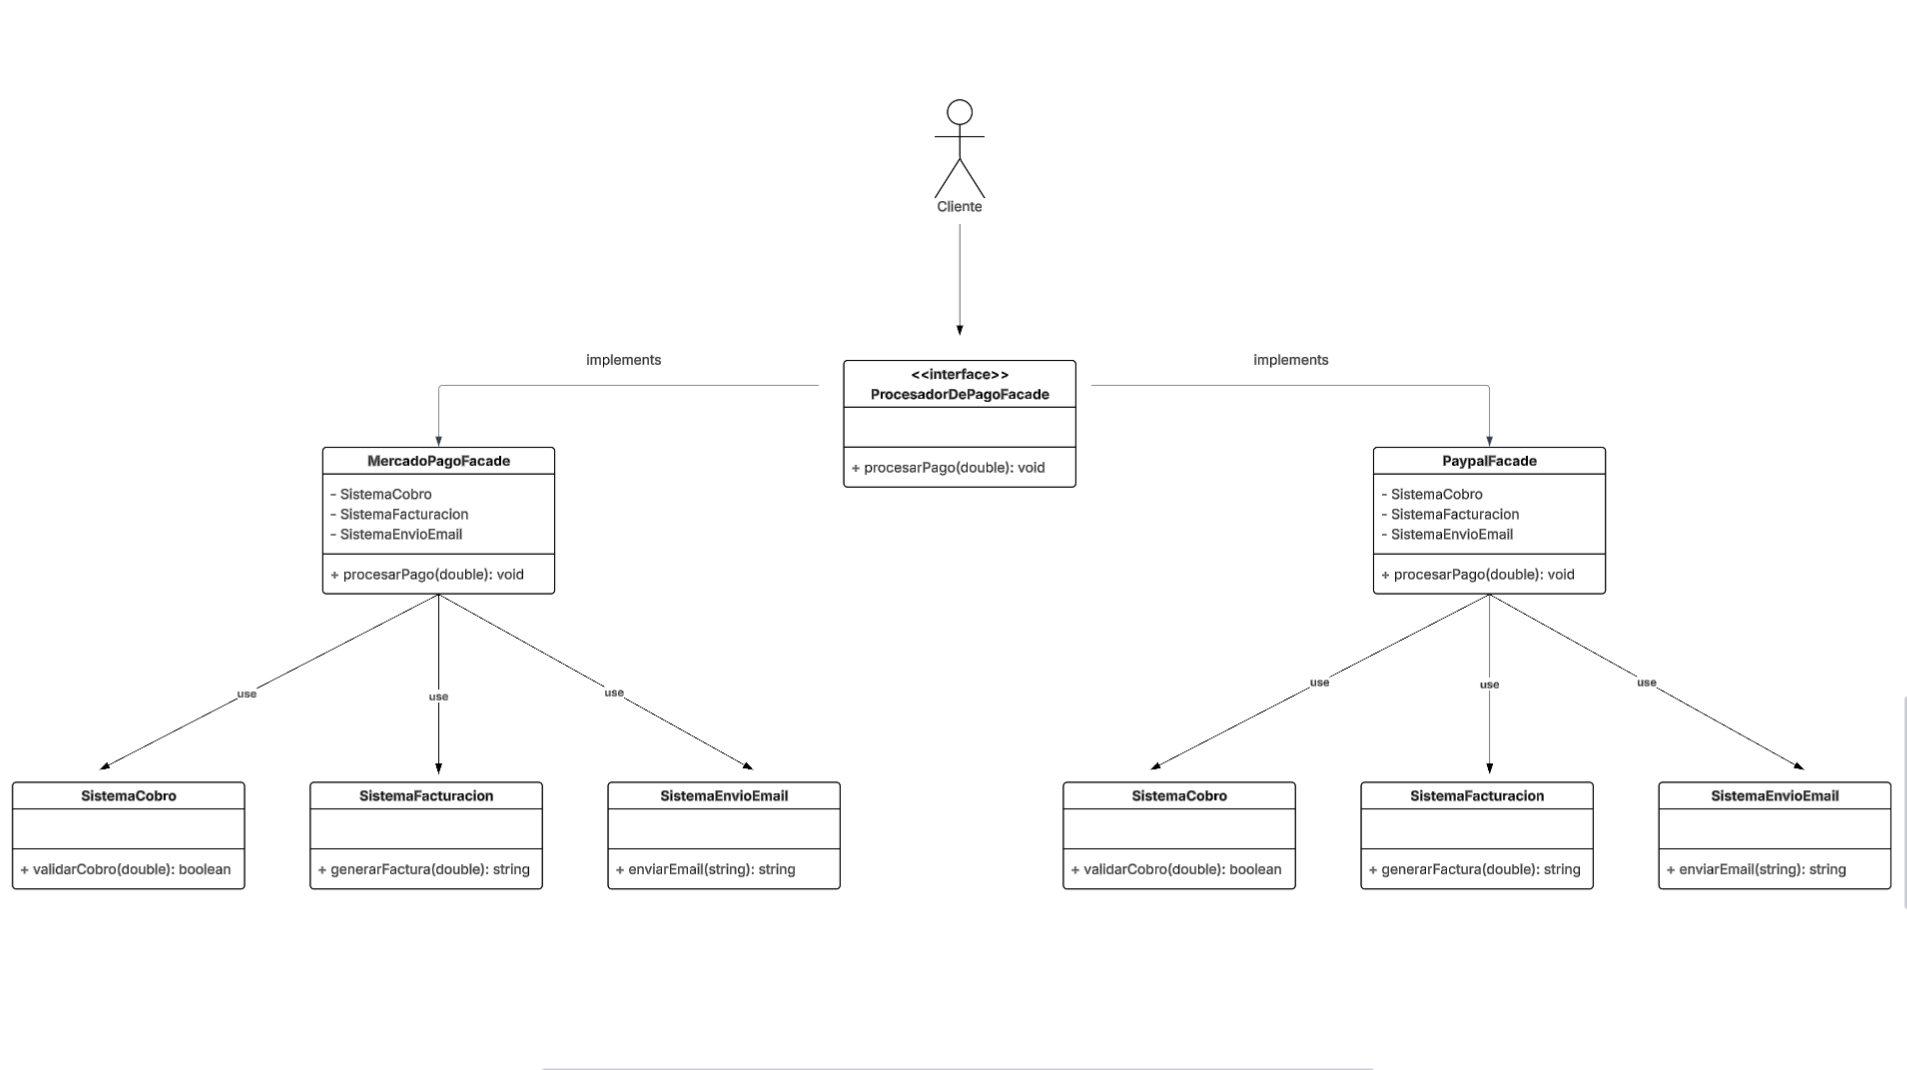 Cliente
implements
implements
<<interface>>
ProcesadorDePagoFacade
+ procesarPago(double): void
MercadoPagoFacade
- SistemaCobro
- SistemaFacturacion
- SistemaEnvioEmail
+ procesarPago(double): void
PaypalFacade
- SistemaCobro
- SistemaFacturacion
- SistemaEnvioEmail
+ procesarPago(double): void
use
use
use
use
use
use
SistemaCobro
+ validarCobro(double): boolean
SistemaFacturacion
+ generarFactura(double): string
SistemaEnvioEmail
+ enviarEmail(string): string
SistemaCobro
+ validarCobro(double): boolean
SistemaFacturacion
+ generarFactura(double): string
SistemaEnvioEmail
+ enviarEmail(string): string